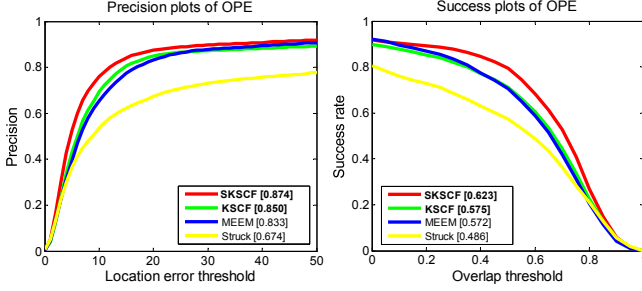 Precision plots of OPE
1
0.8
0.6
0.4
0.2
0
0 10 20 30 40 50
Precision
Location error threshold
SKSCF [0.874]
KSCF [0.850]
MEEM [0.833]
Struck [0.674]
Success plots of OPE
1
0.8
0.6
0.4
0.2
0
0 0.2 0.4 0.6 0.8
Success rate
Overlap threshold
SKSCF [0.623]
KSCF [0.575]
MEEM [0.572]
Struck [0.486]